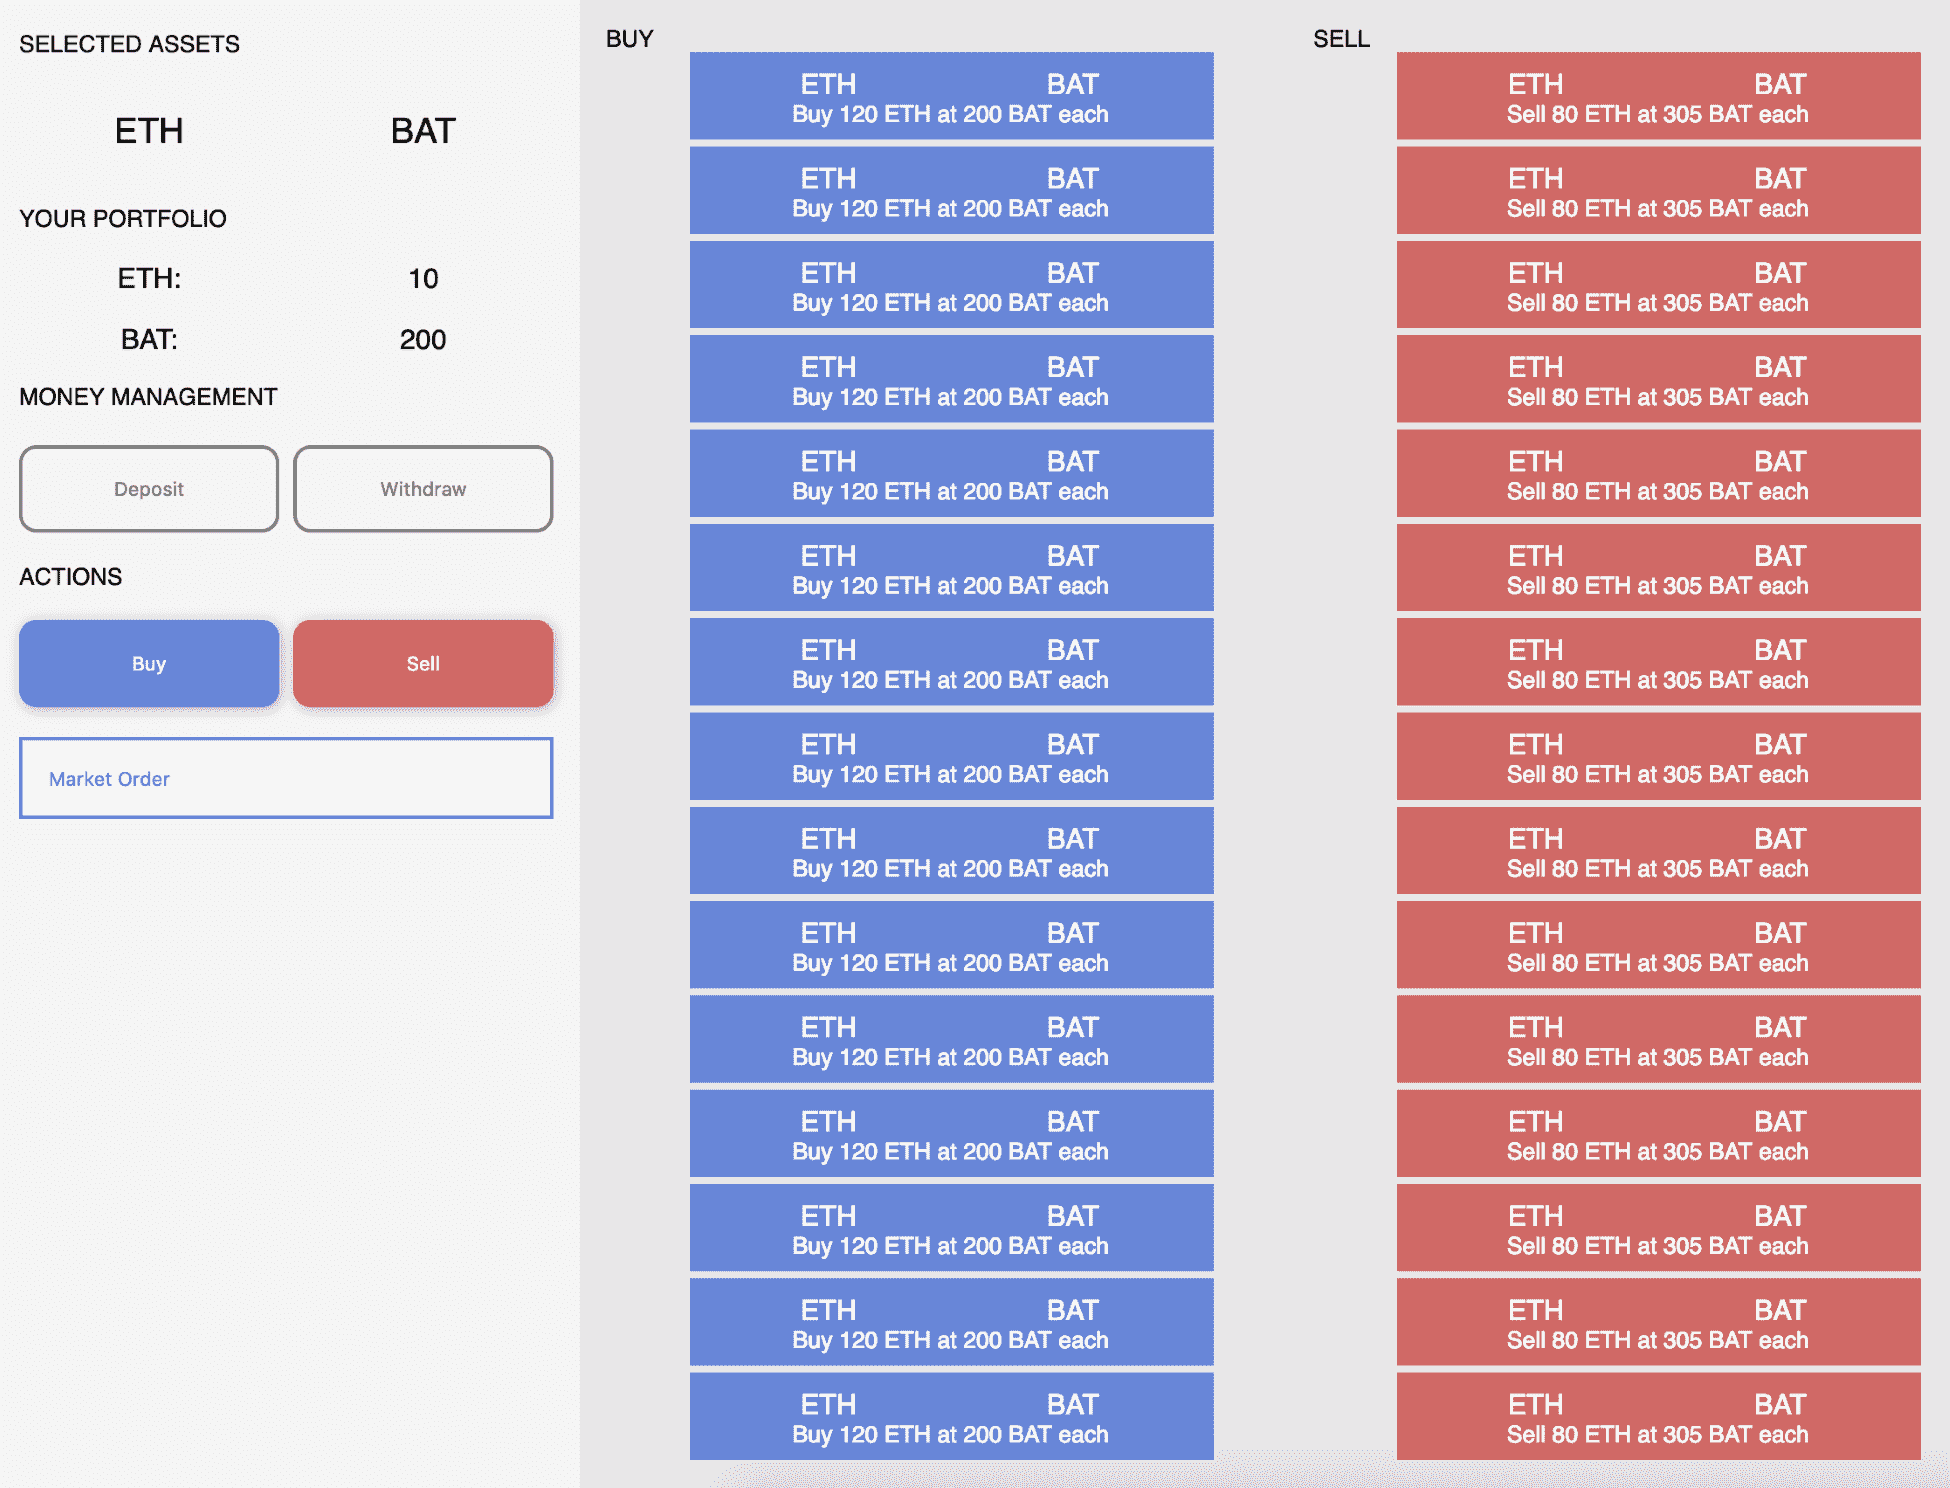 SELECTED ASSETS
ETH BAT
YOUR PORTFOLIO
ETH: 10
BAT: 200
MONEY MANAGEMENT
Deposit Withdraw
ACTIONS
Buy Sell
Market Order
BUY
ETH BAT
Buy 120 ETH at 200 BAT each
ETH BAT
Buy 120 ETH at 200 BAT each
ETH BAT
Buy 120 ETH at 200 BAT each
ETH BAT
Buy 120 ETH at 200 BAT each
ETH BAT
Buy 120 ETH at 200 BAT each
ETH BAT
Buy 120 ETH at 200 BAT each
ETH BAT
Buy 120 ETH at 200 BAT each
ETH BAT
Buy 120 ETH at 200 BAT each
ETH BAT
Buy 120 ETH at 200 BAT each
ETH BAT
Buy 120 ETH at 200 BAT each
ETH BAT
Buy 120 ETH at 200 BAT each
ETH BAT
Buy 120 ETH at 200 BAT each
ETH BAT
Buy 120 ETH at 200 BAT each
ETH BAT
Buy 120 ETH at 200 BAT each
ETH BAT
Buy 120 ETH at 200 BAT each
SELL
ETH BAT
Sell 80 ETH at 305 BAT each
ETH BAT
Sell 80 ETH at 305 BAT each
ETH BAT
Sell 80 ETH at 305 BAT each
ETH BAT
Sell 80 ETH at 305 BAT each
ETH BAT
Sell 80 ETH at 305 BAT each
ETH BAT
Sell 80 ETH at 305 BAT each
ETH BAT
Sell 80 ETH at 305 BAT each
ETH BAT
Sell 80 ETH at 305 BAT each
ETH BAT
Sell 80 ETH at 305 BAT each
ETH BAT
Sell 80 ETH at 305 BAT each
ETH BAT
Sell 80 ETH at 305 BAT each
ETH BAT
Sell 80 ETH at 305 BAT each
ETH BAT
Sell 80 ETH at 305 BAT each
ETH BAT
Sell 80 ETH at 305 BAT each
ETH BAT
Sell 80 ETH at 305 BAT each